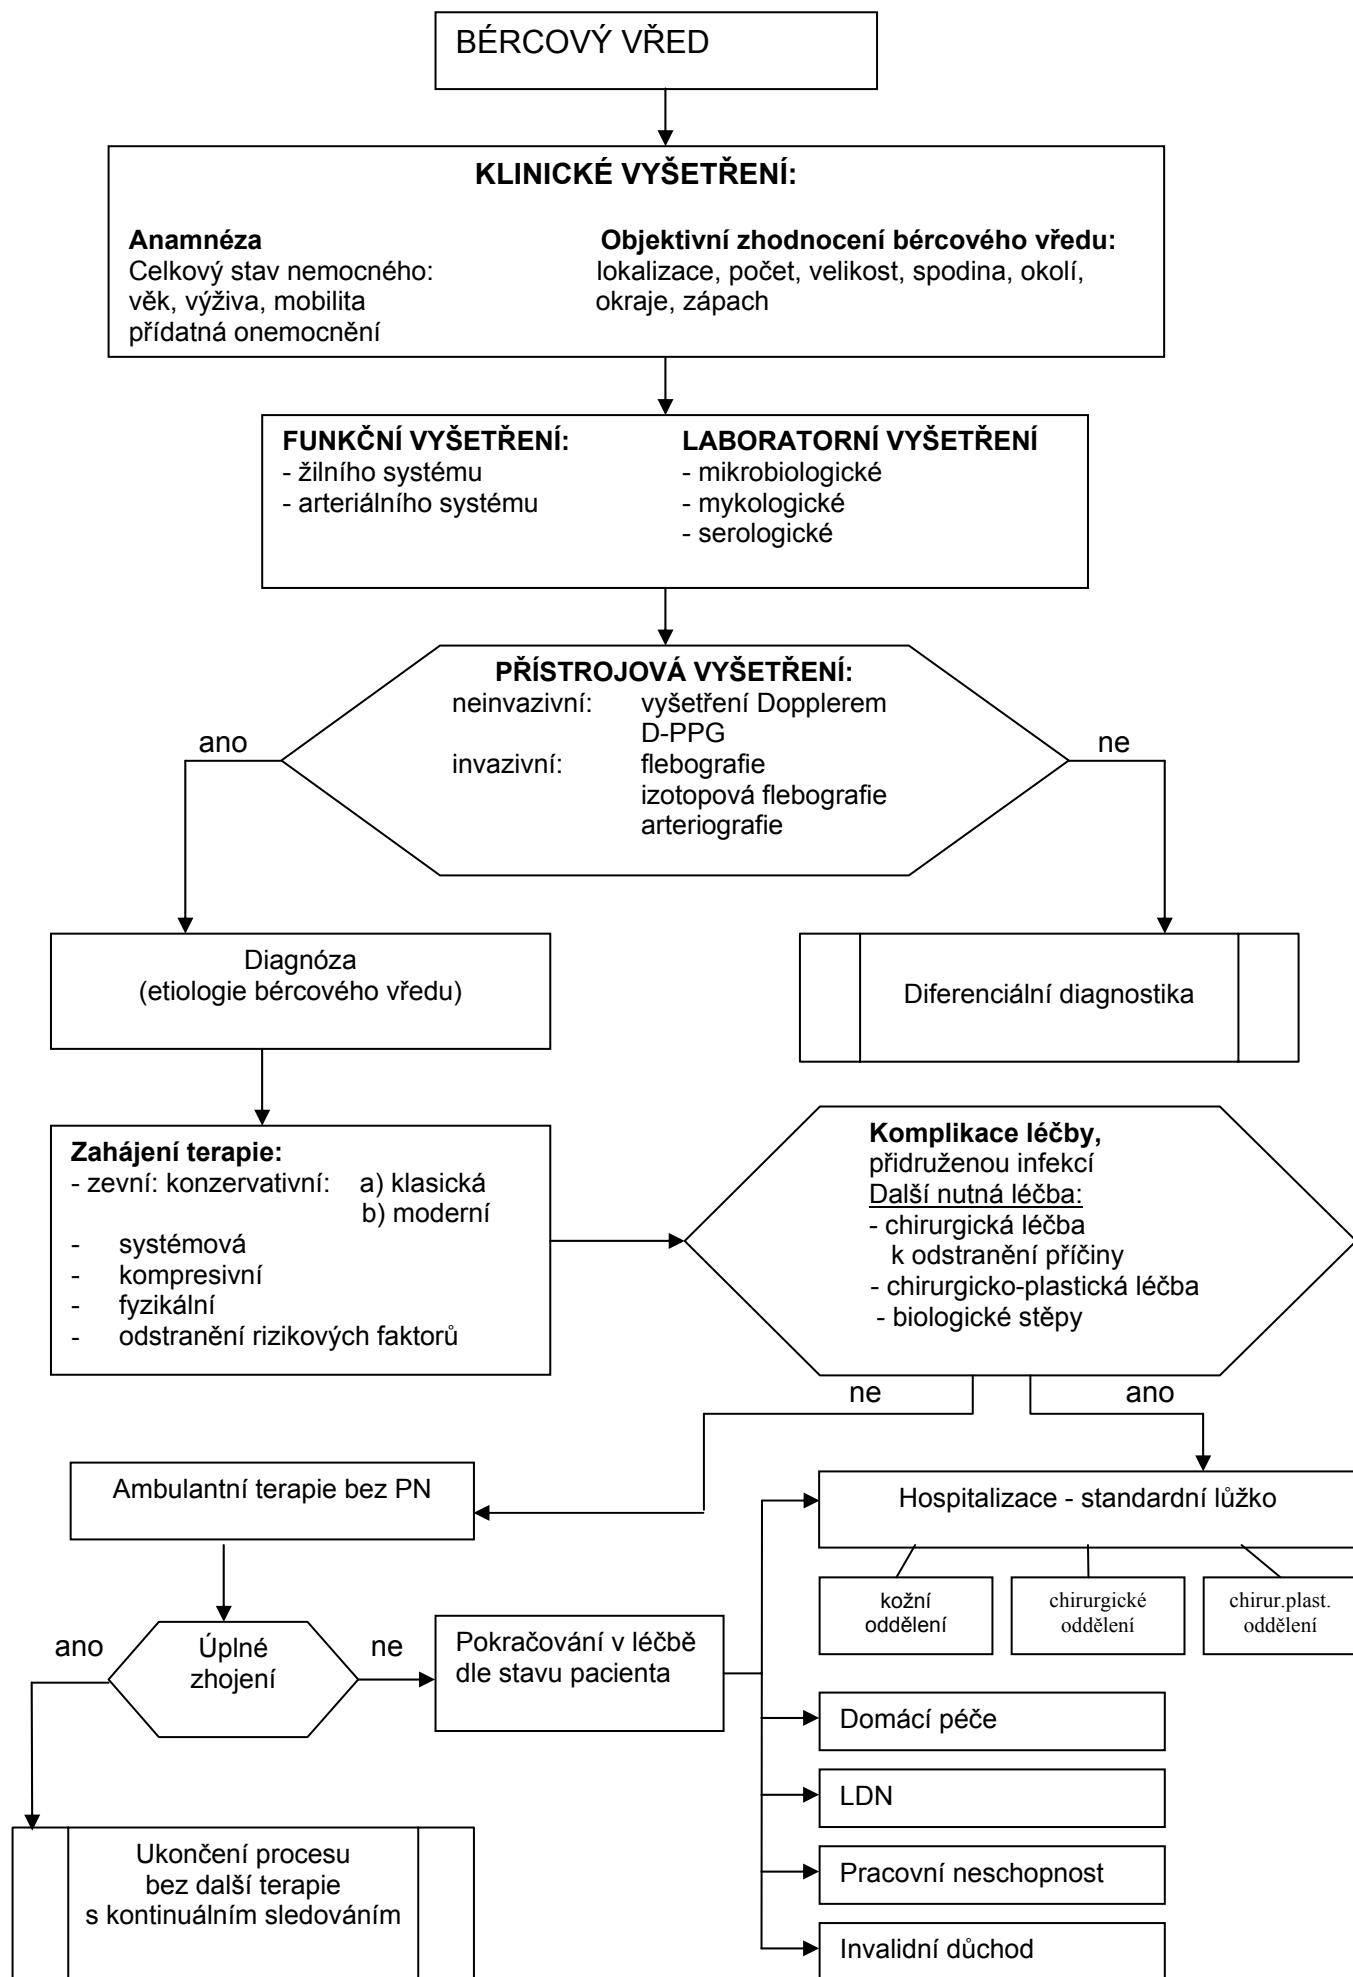 BÉRCOVÝ VŘED
KLINICKÉ VYŠETŘENÍ:
Anamnéza
Celkový stav nemocného:
věk, výživa, mobilita
přídatná onemocnění
Objektivní zhodnocení bércového vředu:
lokalizace, počet, velikost, spodina, okolí,
okraje, zápach
FUNKČNÍ VYŠETŘENÍ:
- žilního systému
- arteriálního systému
LABORATORNÍ VYŠETŘENÍ
- mikrobiologické
- mykologické
- serologické
PŘÍSTROJOVÁ VYŠETŘENÍ:
neinvazivní: vyšetření Dopplerem
D-PPG
invazivní: flebografie
izotopová flebografie
arteriografie
ano
ne
Diagnóza
(etiologie bércového vředu)
Diferenciální diagnostika
Zahájení terapie:
- zevní: konzervativní: a) klasická
b) moderní
- systémová
- kompresivní
- fyzikální
- odstranění rizikových faktorů
Komplikace léčby,
přidruženou infekcí
Další nutná léčba:
- chirurgická léčba
k odstranění příčiny
- chirurgicko-plastická léčba
- biologické stěpy
ne
ano
Ambulantní terapie bez PN
Hospitalizace - standardní lůžko
kožní
oddělení
chirurgické
oddělení
chirur.plast.
oddělení
ano
Úplné
zhojení
ne
Pokračování v léčbě
dle stavu pacienta
Domácí péče
LDN
Pracovní neschopnost
Invalidní důchod
Ukončení procesu
bez další terapie
s kontinuálním sledováním